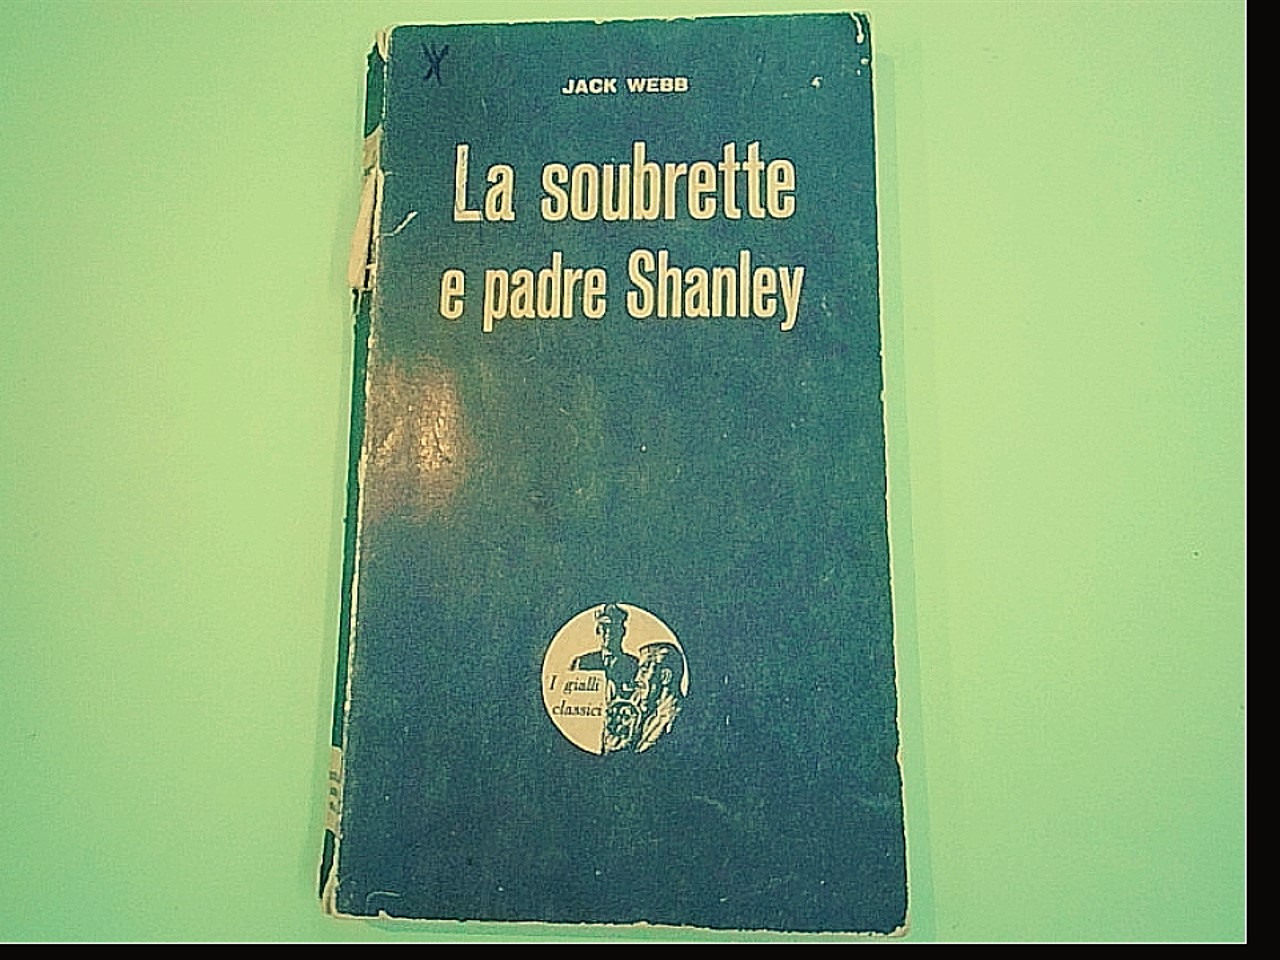 JACK WEBB
La soubrette
e padre Shanley
I gialli
classici